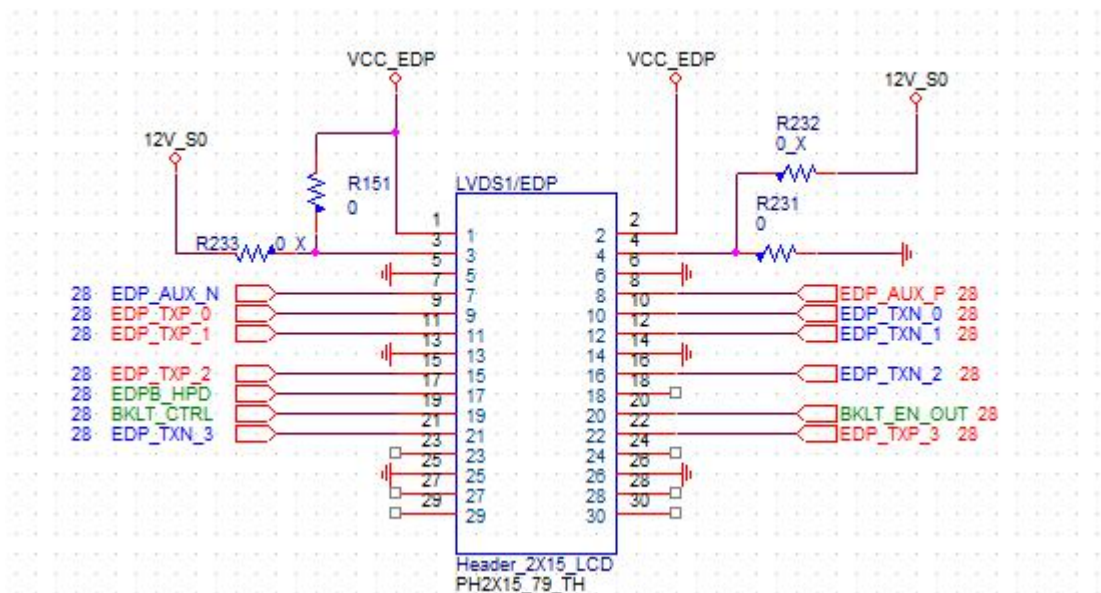 VCC_EDP VCC_EDP
12V_S0
12V_S0
R232
0_X
R151
0
LVDS1/EDP
R231
0
R233 0_X
1 1 2 2
3 3 4 4
5 5 6 6
28 EDP_AUX_N 7 7 8 8 EDP_AUX_P 28
28 EDP_TXP_0 9 9 10 10 EDP_TXN_0 28
28 EDP_TXP_1 11 11 12 12 EDP_TXN_1 28
13 13 14 14
28 EDP_TXP_2 15 15 16 16 EDP_TXN_2 28
28 EDPB_HPD 17 17 18 18
28 BKLT_CTRL 19 19 20 20 BKLT_EN_OUT 28
28 EDP_TXN_3 21 21 22 22 EDP_TXP_3 28
23 23 24 24
25 25 26 26
27 27 28 28
29 29 30 30
Header_2X15_LCD
PH2X15_79_TH